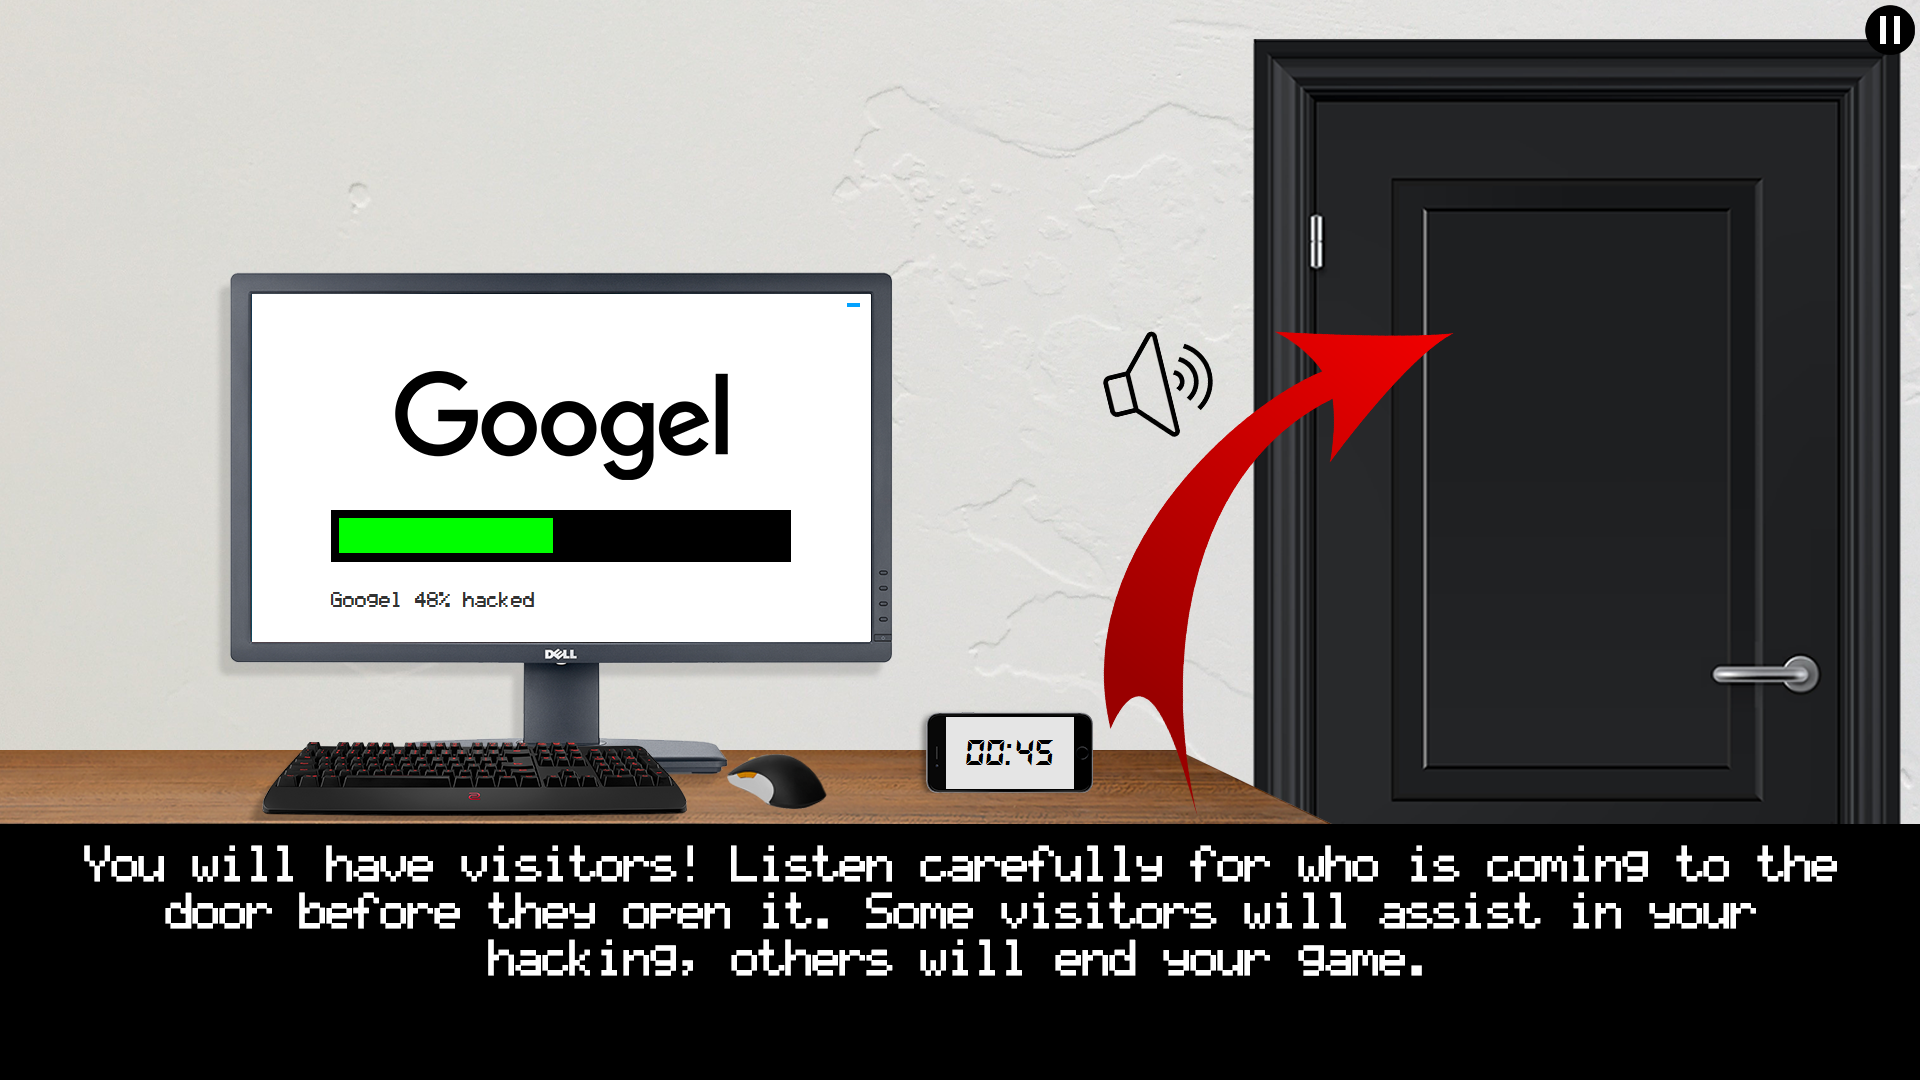 Googel
Googel 48% hacked
DELL
00:45
You will have visitors! Listen carefully for who is coming to the
door before they open it. Some visitors will assist in your
hacking, others will end your game.